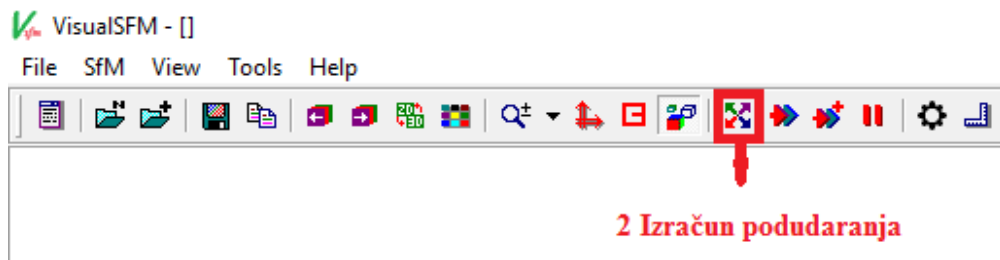 VisualSFM - []
File SfM View Tools Help
2 Izračun podudaranja